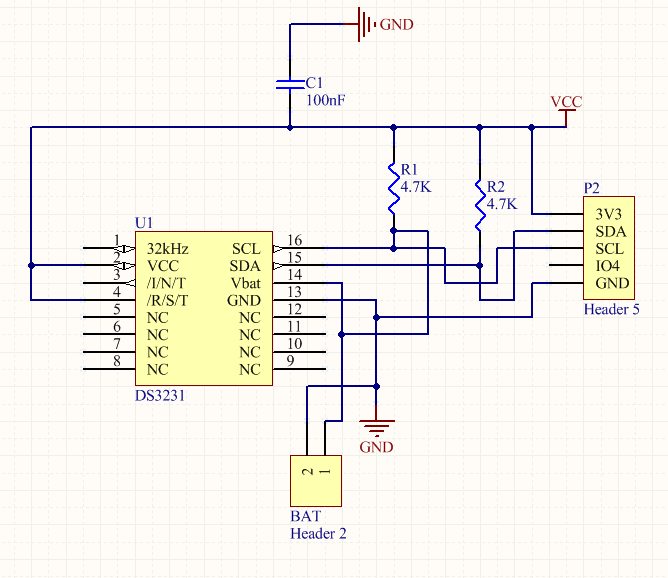 GND
C1
100nF
VCC
R1
4.7K
R2
4.7K
P2
3V3
SDA
SCL
IO4
GND
Header 5
U1
1 32kHz SCL 16
2 VCC SDA 15
3 /I/N/T Vbat 14
4 /R/S/T GND 13
5 NC NC 12
6 NC NC 11
7 NC NC 10
8 NC NC 9
DS3231
GND
2 1
BAT
Header 2